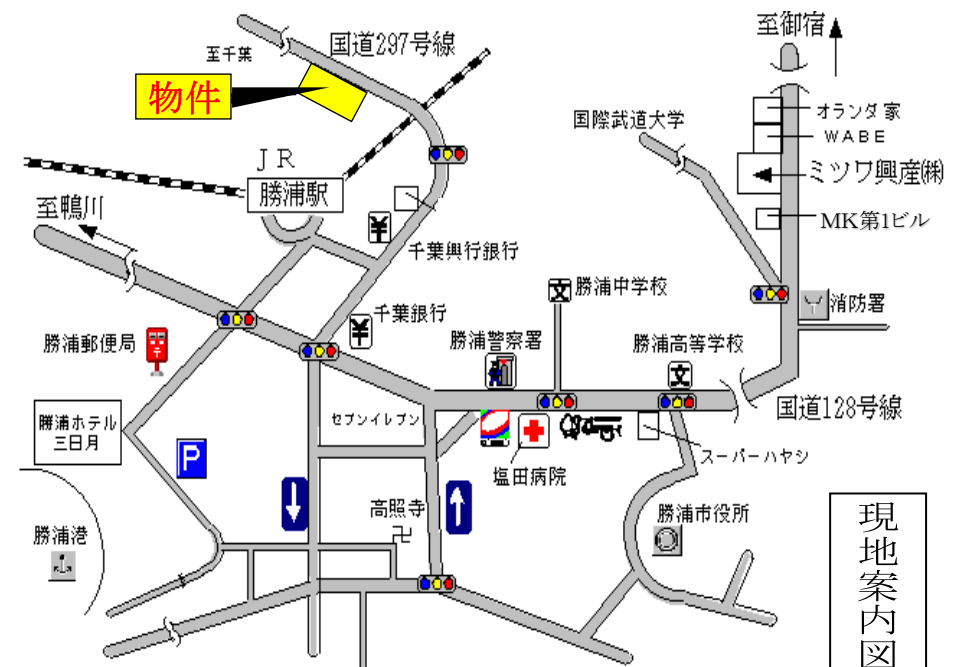 至御宿
国道297号線
至千葉
物件
オランダ家
国際武道大学
WABE
JR
ミツワ興産㈱
勝浦駅
至鴨川
MK第1ビル
千葉興行銀行
勝浦中学校
文
消防署
千葉銀行
勝浦郵便局
勝浦警察署
勝浦高等学校
文
国道128号線
勝浦ホテル
三日月
セブンイレブン
P
スーパーハヤシ
塩田病院
高照寺
勝浦市役所
勝浦港
現地案内図